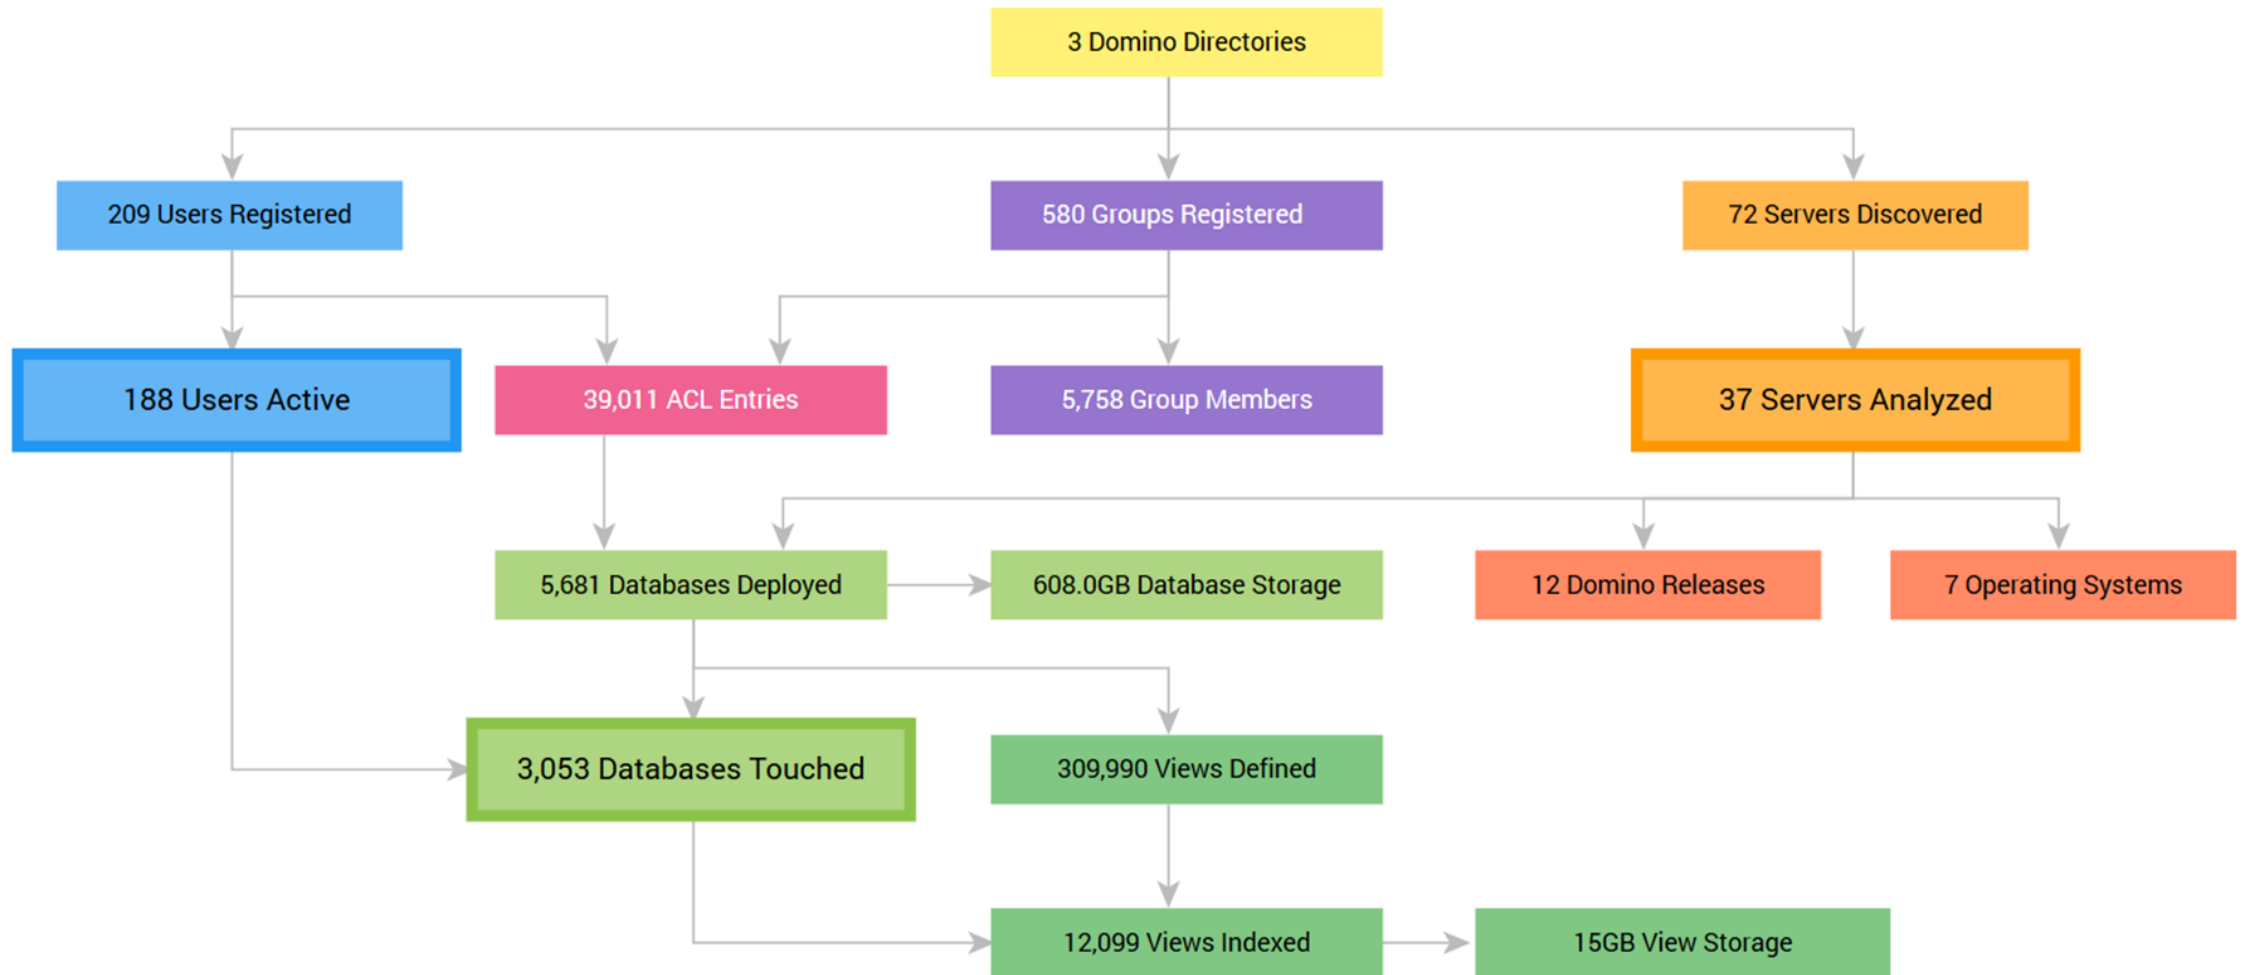 3 Domino Directories
209 Users Registered
580 Groups Registered
72 Servers Discovered
188 Users Active
39,011 ACL Entries
5,758 Group Members
37 Servers Analyzed
5,681 Databases Deployed
608.0GB Database Storage
12 Domino Releases
7 Operating Systems
3,053 Databases Touched
309,990 Views Defined
12,099 Views Indexed
15GB View Storage